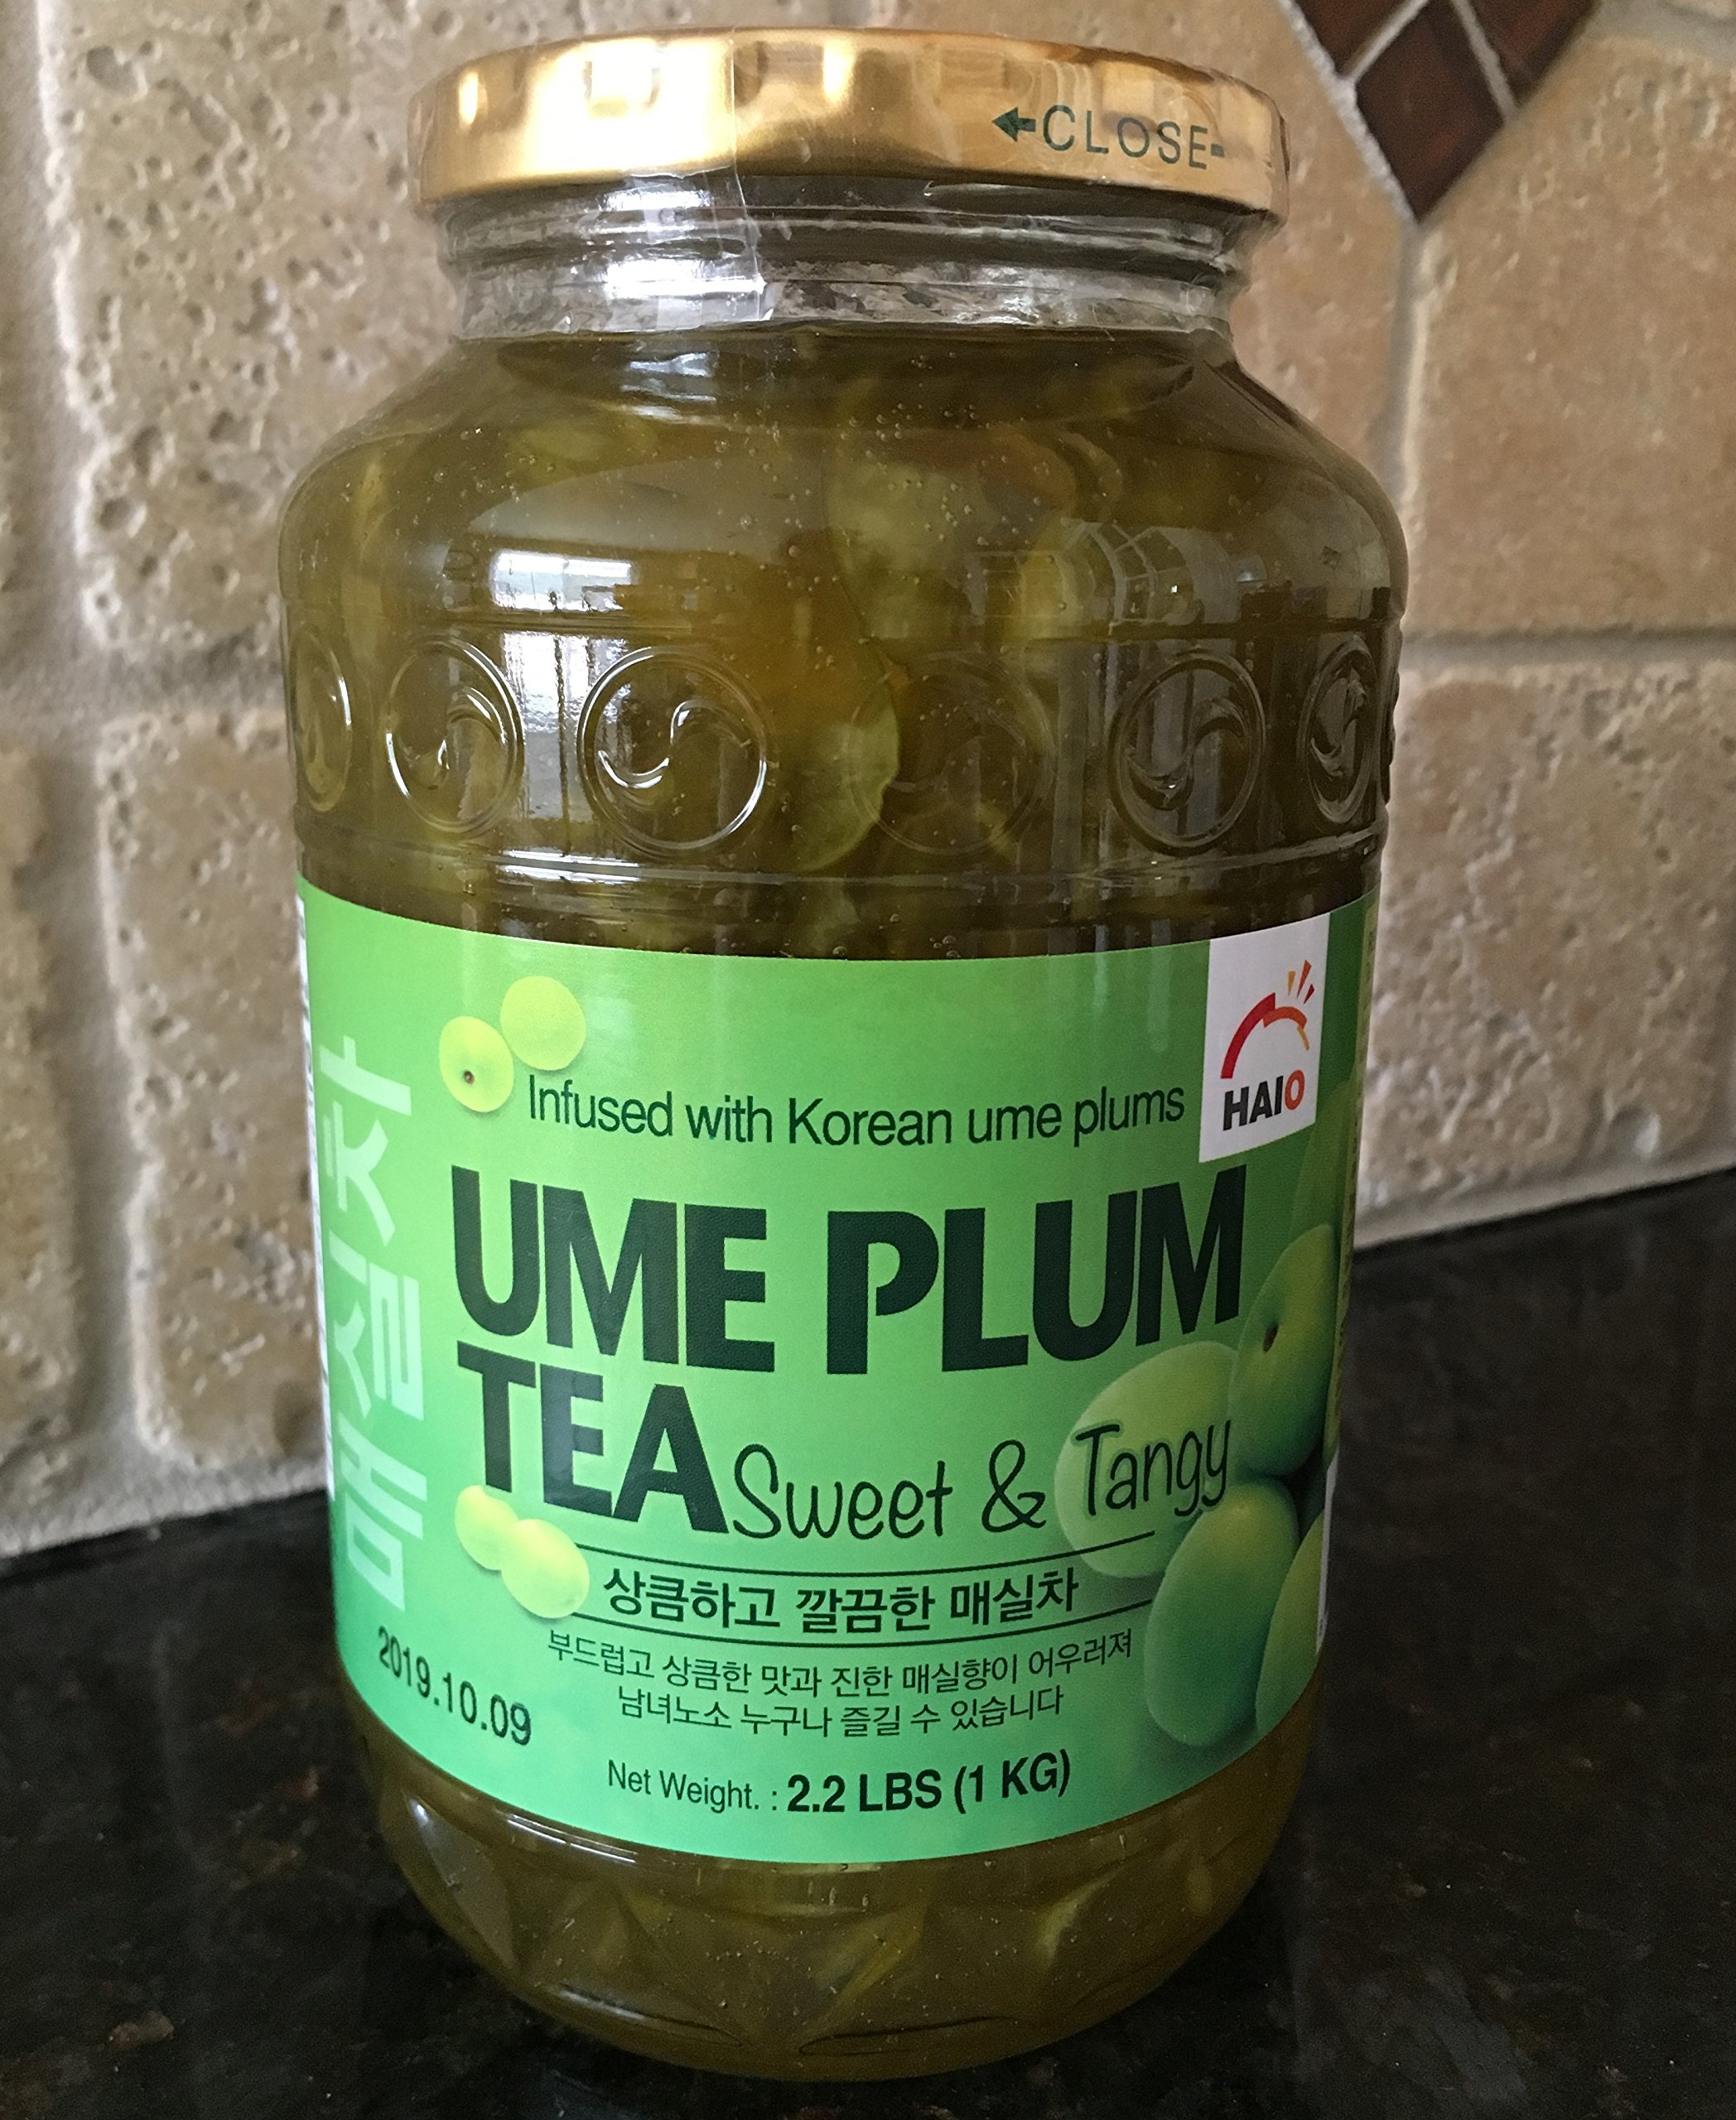 ←CLOSE-
HAIO
Infused with Korean ume plums
UME PLUM
TEA Sweet & Tangy
매실차
상큼하고 깔끔한 매실차
부드럽고 상큼한 맛과 진한 매실향이 어우러져
남녀노소 누구나 즐길 수 있습니다
2019.10.09
Net Weight. : 2.2 LBS (1 KG)